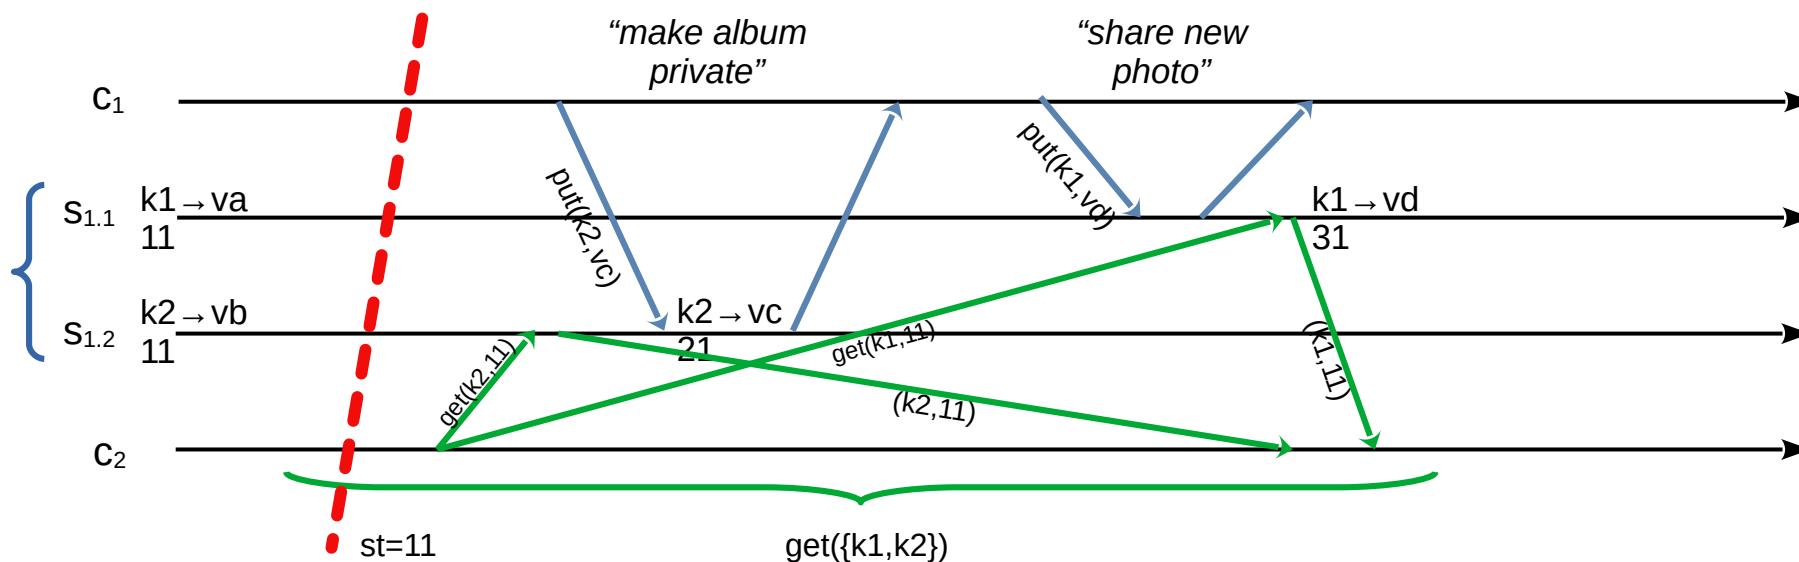 “make album
private”
“share new
photo”
c1
put(k2,vc)
put(k1,vd)
s1.1
k1→va
11
k1→vd
31
s1.2
k2→vb
11
k2→vc
21
get(k2,11)
get(k1,11)
(k2,11)
(k1,11)
c2
st=11
get({k1,k2})